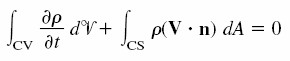 ∫_CV ∂ρ/∂t dV + ∫_CS ρ(V · n) dA = 0